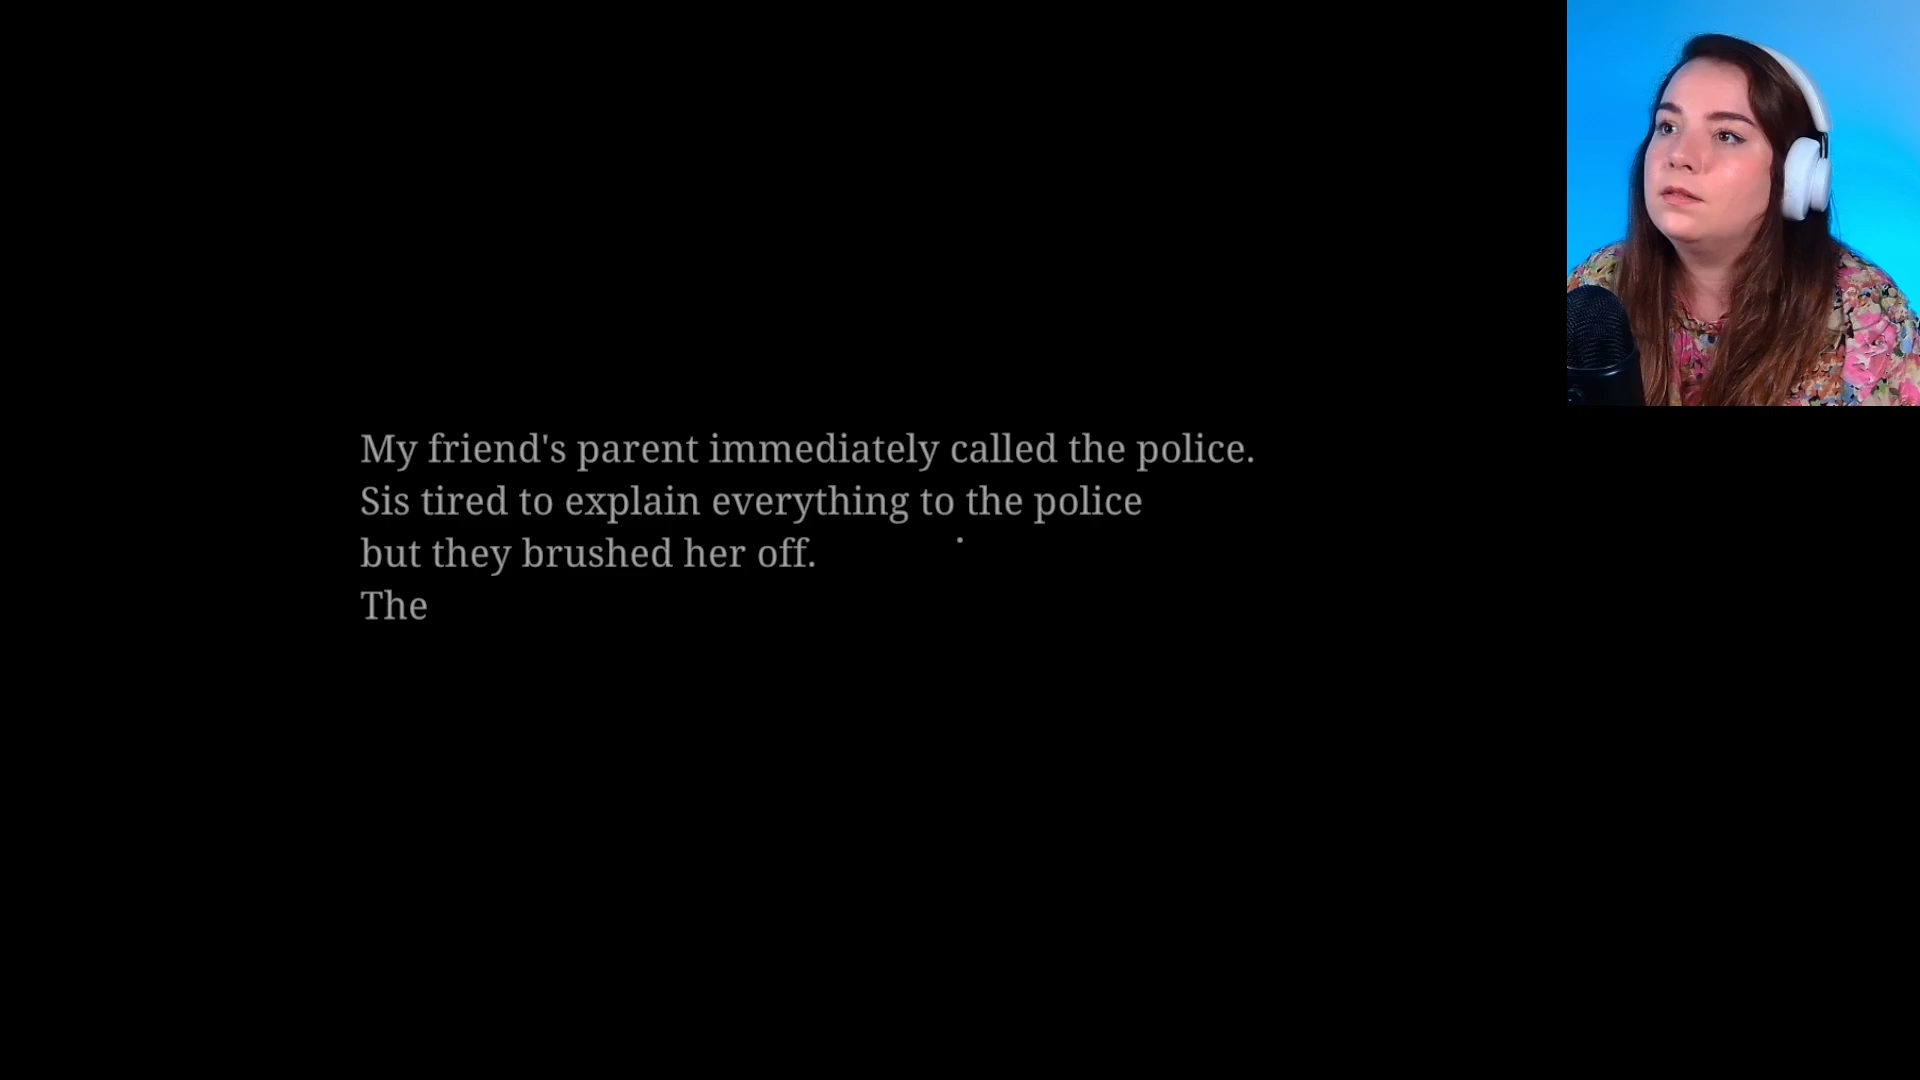 My friend's parent immediately called the police.
Sis tired to explain everything to the police
but they brushed her off.
The